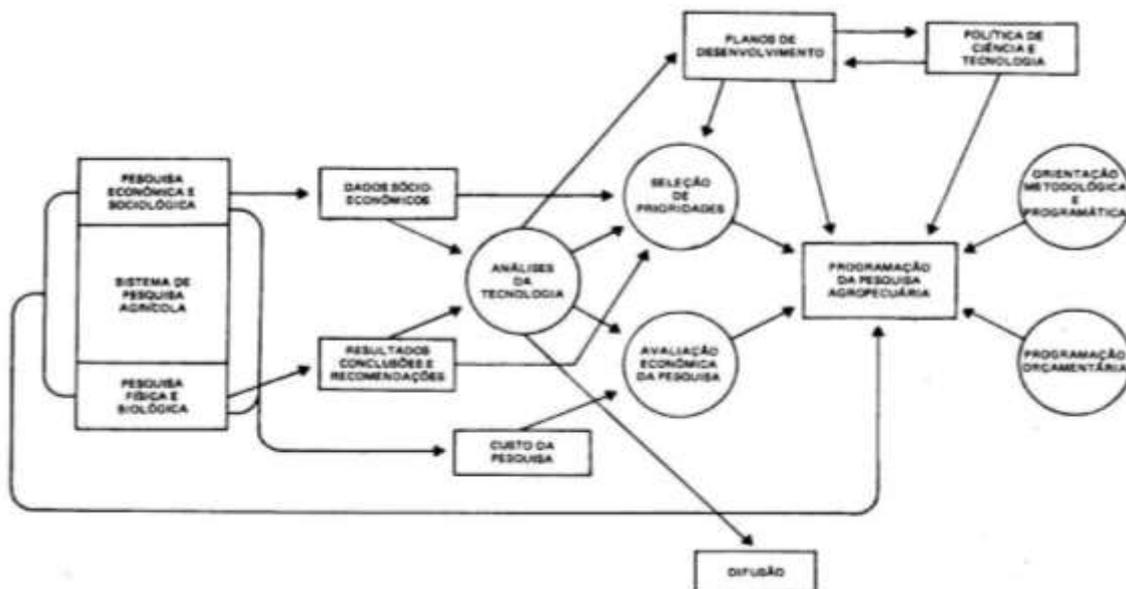 PLANOS DE
DESENVOLVIMENTO
POLÍTICA DE
CIÊNCIA E
TECNOLOGIA
PESQUISA
ECONÔMICA E
SOCIOLÓGICA
DADOS SÓCIO-
ECONÔMICOS
SELEÇÃO
DE
PRIORIDADES
ORIENTAÇÃO
METODOLÓGICA
E
PROGRAMÁTICA
SISTEMA DE
PESQUISA
AGRÍCOLA
ANÁLISES
DA
TECNOLOGIA
PROGRAMAÇÃO
DA PESQUISA
AGROPECUÁRIA
RESULTADOS
CONCLUSÕES E
RECOMENDAÇÕES
AVALIAÇÃO
ECONÔMICA
DA PESQUISA
PROGRAMAÇÃO
ORÇAMENTÁRIA
PESQUISA
FÍSICA E
BIOLÓGICA
CUSTO DA
PESQUISA
DIFUSÃO